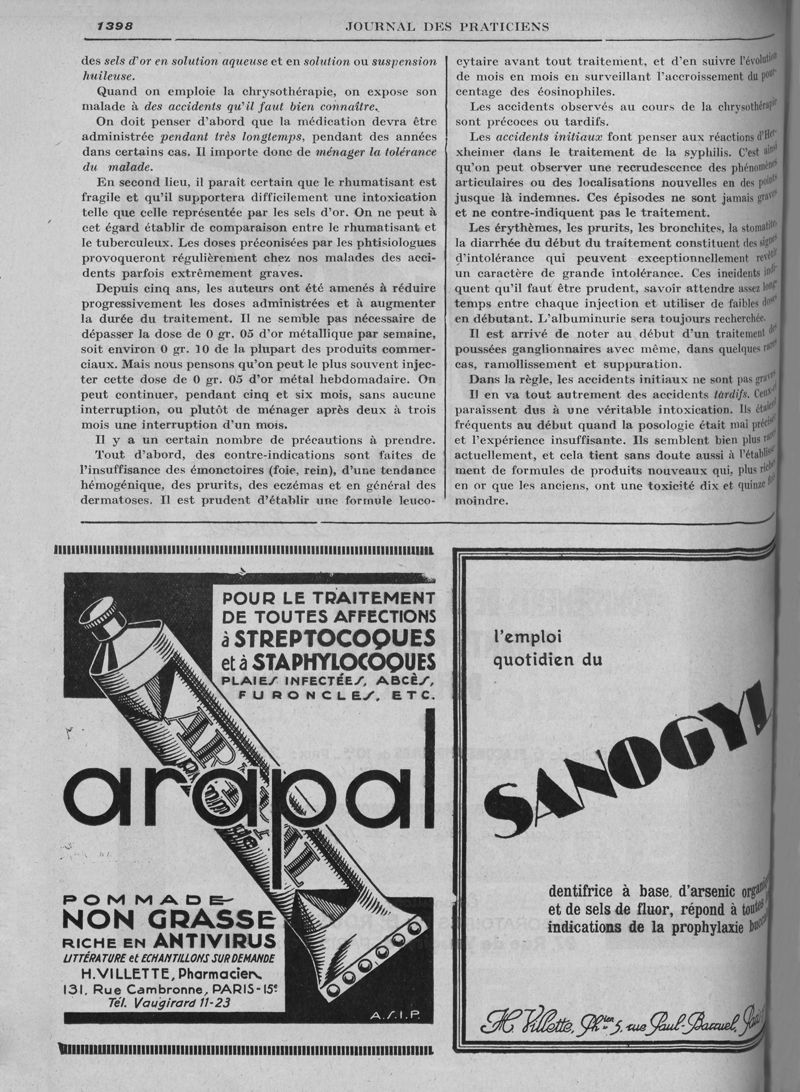 1398
JOURNAL DES PRATICIENS
des sels d'or en solution aqueuse et en solution ou suspension
huileuse.
Quand on emploie la chrysothérapie, on expose son
malade à des accidents qu'il faut bien connaître.
On doit penser d'abord que la médication devra être
administrée pendant très longtemps, pendant des années
dans certains cas. Il importe donc de ménager la tolérance
du malade.
En second lieu, il paraît certain que le rhumatisant est
fragile et qu'il supportera difficilement une intoxication
telle que celle représentée par les sels d'or. On ne peut à
cet égard établir de comparaison entre le rhumatisant et
le tuberculeux. Les doses préconisées par les phtisiologues
provoqueront régulièrement chez nos malades des acci-
dents parfois extrêmement graves.
Depuis cinq ans, les auteurs ont été amenés à réduire
progressivement les doses administrées et à augmenter
la durée du traitement. Il ne semble pas nécessaire de
dépasser la dose de 0 gr. 05 d'or métallique par semaine,
soit environ 0 gr. 10 de la plupart des produits commer-
ciaux. Mais nous pensons qu'on peut le plus souvent injec-
ter cette dose de 0 gr. 05 d'or métal hebdomadaire. On
peut continuer, pendant cinq et six mois, sans aucune
interruption, ou plutôt de ménager après deux à trois
mois une interruption d'un mois.
Il y a un certain nombre de précautions à prendre.
Tout d'abord, des contre-indications sont faites de
l'insuffisance des émonctoires (foie, rein), d'une tendance
hémogénique, des prurits, des eczémas et en général des
dermatoses. Il est prudent d'établir une formule leuco-
cytaire avant tout traitement, et d'en suivre l'évolution
de mois en mois en surveillant l'accroissement du pour-
centage des éosinophiles.
Les accidents observés au cours de la chrysothérapie
sont précoces ou tardifs.
Les accidents initiaux font penser aux réactions d'Her-
xheimer dans le traitement de la syphilis. C'est ainsi
qu'on peut observer une recrudescence des phénomènes
articulaires ou des localisations nouvelles en des points
jusque là indemnes. Ces épisodes ne sont jamais graves
et ne contre-indiquent pas le traitement.
Les érythèmes, les prurits, les bronchites, la stomatite
la diarrhée du début du traitement constituent des signes
d'intolérance qui peuvent exceptionnellement revêtir
un caractère de grande intolérance. Ces incidents indi-
quent qu'il faut être prudent, savoir attendre assez long-
temps entre chaque injection et utiliser de faibles doses
en débutant. L'albuminurie sera toujours recherchée.
Il est arrivé de noter au début d'un traitement des
poussées ganglionnaires avec même, dans quelques rares
cas, ramollissement et suppuration.
Dans la règle, les accidents initiaux ne sont pas graves
Il en va tout autrement des accidents tardifs. Ceux-
paraissent dus à une véritable intoxication. Ils étaient
fréquents au début quand la posologie était mal précisée
et l'expérience insuffisante. Ils semblent bien plus rares
actuellement, et cela tient sans doute aussi à l'établisse-
ment de formules de produits nouveaux qui, plus riches
en or que les anciens, ont une toxicité dix et quinze fois
moindre.
POUR LE TRAITEMENT
DE TOUTES AFFECTIONS
à STREPTOCOQUES
et à STAPHYLOCOQUES
PLAIES INFECTÉES, ABCÈS,
FURONCLES, ETC.
arapal
POMMADE
NON GRASSE
RICHE EN ANTIVIRUS
LITTÉRATURE et ECHANTILLONS SUR DEMANDE
H. VILLETTE, Pharmacien,
131, Rue Cambronne, PARIS-15e
Tél. Vaugirard 11-23
A.S.I.P.
l'emploi
quotidien du
SANOGYL
dentifrice à base d'arsenic organi
et de sels de fluor, répond à toutes
indications de la prophylaxie
H. Villette, Phien, 5, rue Paul-Barruel, Paris